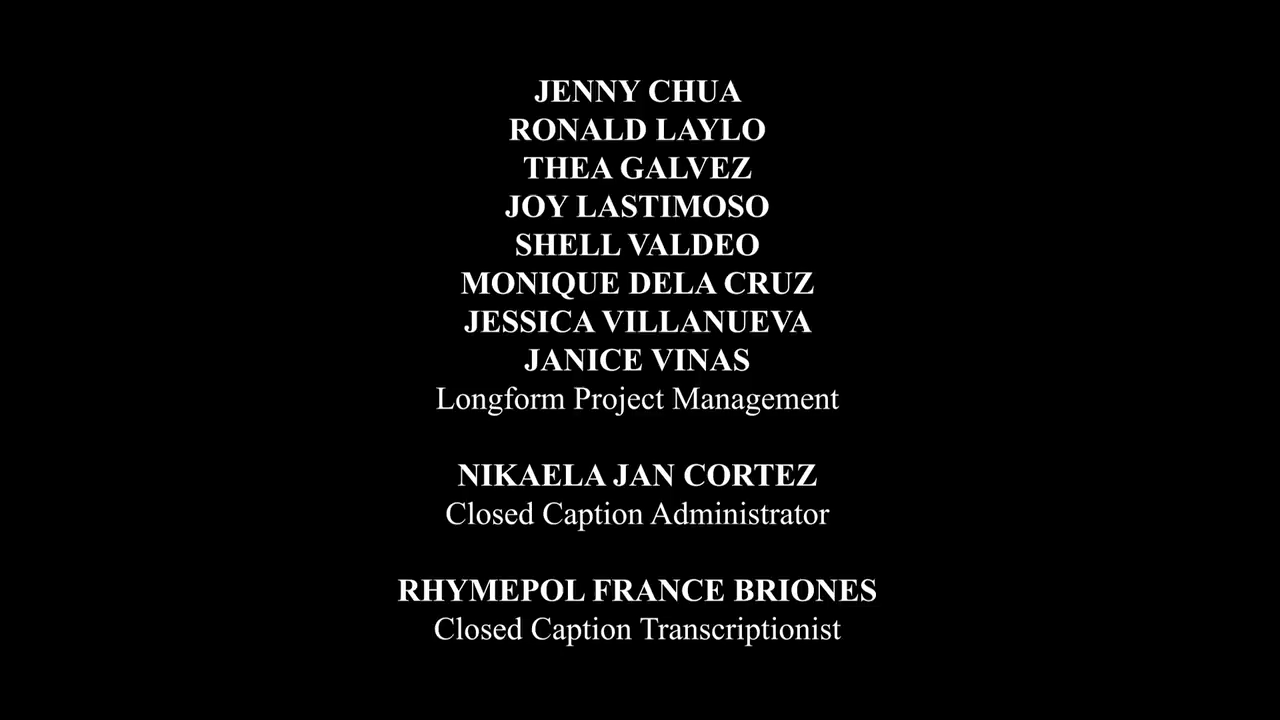 JENNY CHUA
RONALD LAYLO
THEA GALVEZ
JOY LASTIMOSO
SHELL VALDEO
MONIQUE DELA CRUZ
JESSICA VILLANUEVA
JANICE VINAS
Longform Project Management
NIKAELA JAN CORTEZ
Closed Caption Administrator
RHYMEPOL FRANCE BRIONES
Closed Caption Transcriptionist